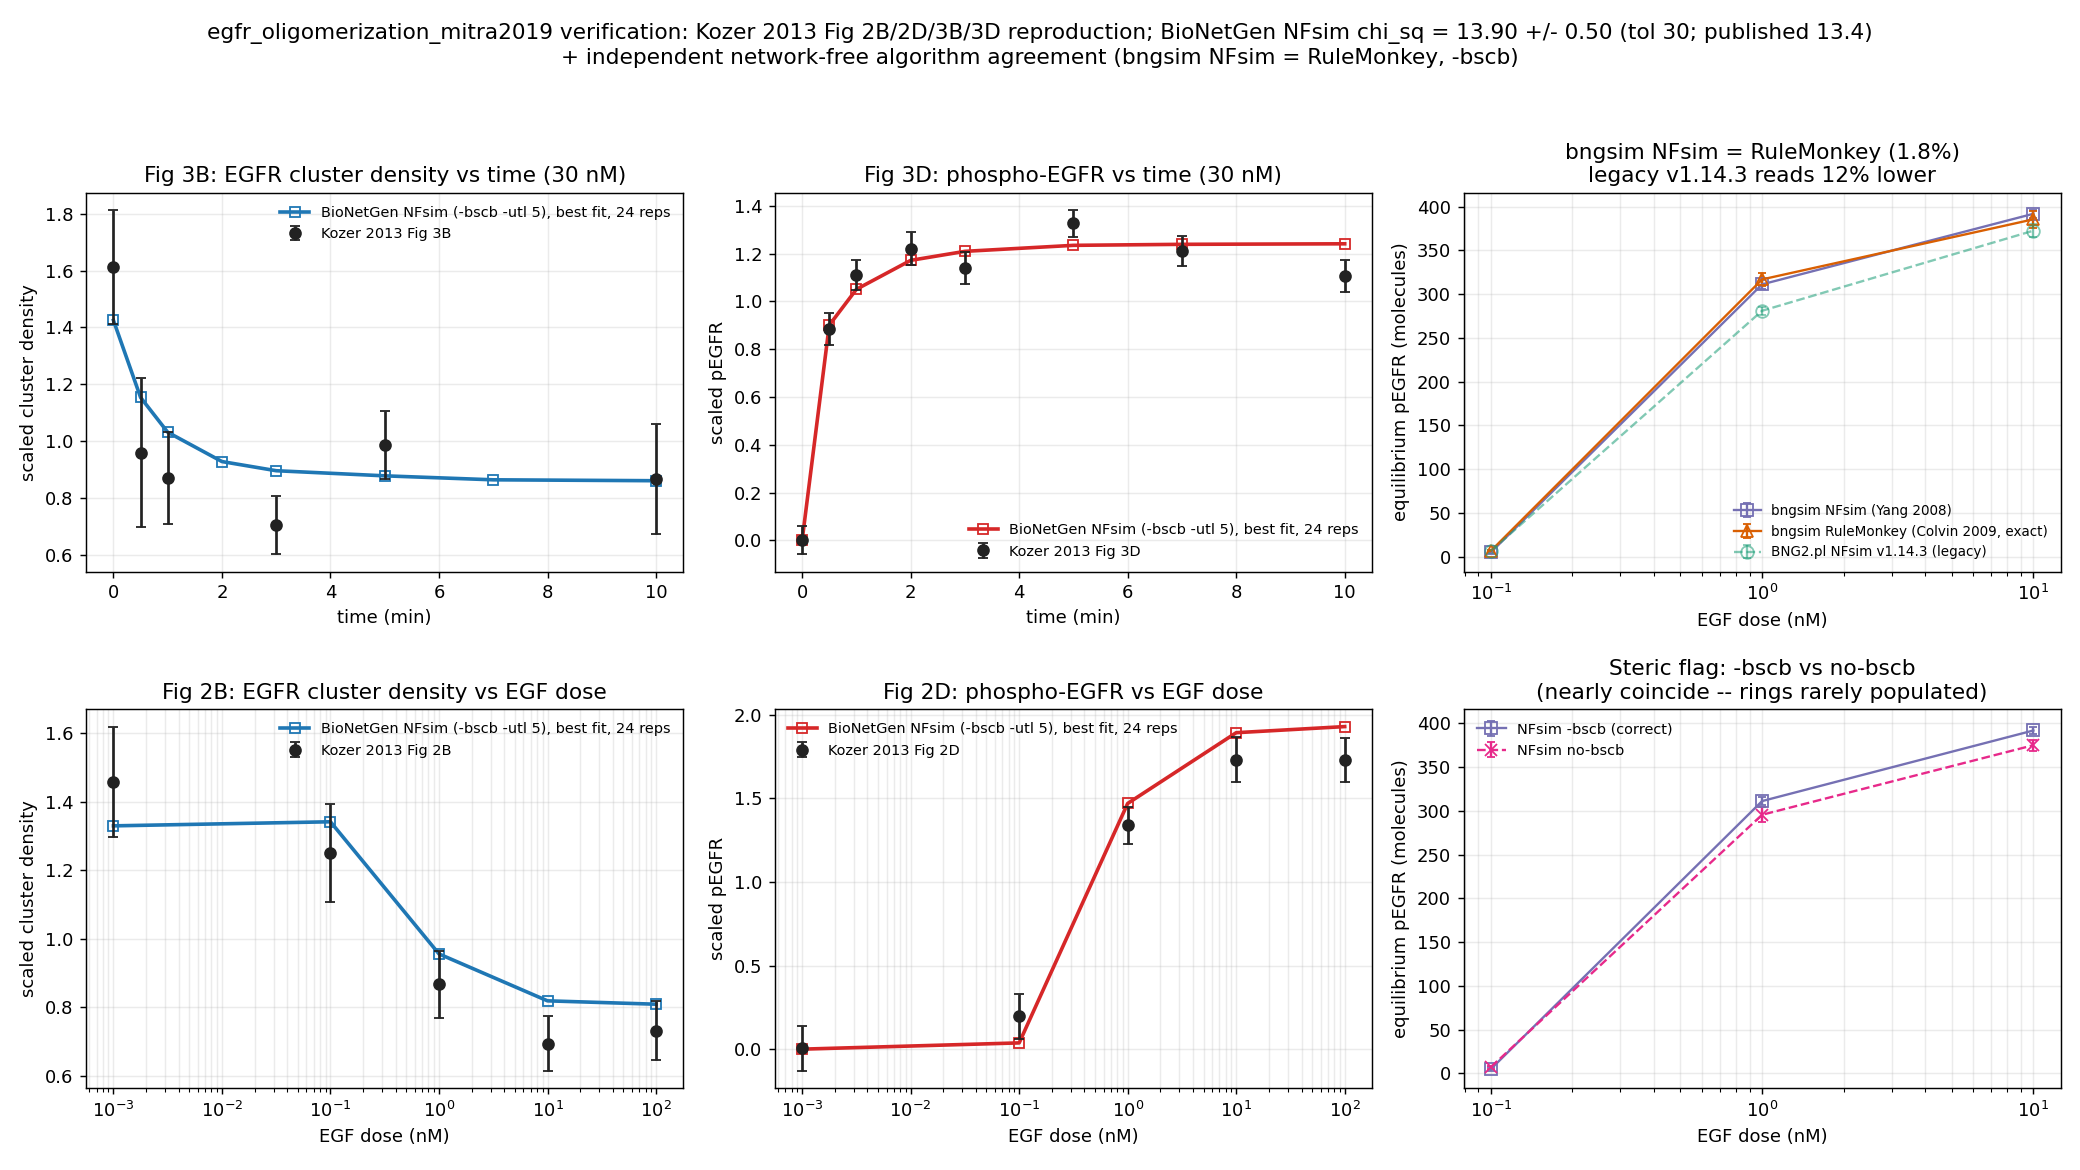 egfr_oligomerization_mitra2019 verification: Kozer 2013 Fig 2B/2D/3B/3D reproduction; BioNetGen NFsim chi_sq = 13.90 +/- 0.50 (tol 30; published 13.4)
+ independent network-free algorithm agreement (bngsim NFsim = RuleMonkey, -bscb)
Fig 3B: EGFR cluster density vs time (30 nM)
scaled cluster density
1.8
1.6
1.4
1.2
1.0
0.8
0.6
BioNetGen NFsim (-bscb -utl 5), best fit, 24 reps
Kozer 2013 Fig 3B
0 2 4 6 8 10
time (min)
Fig 3D: phospho-EGFR vs time (30 nM)
scaled pEGFR
1.4
1.2
1.0
0.8
0.6
0.4
0.2
0.0
BioNetGen NFsim (-bscb -utl 5), best fit, 24 reps
Kozer 2013 Fig 3D
0 2 4 6 8 10
time (min)
bngsim NFsim = RuleMonkey (1.8%)
legacy v1.14.3 reads 12% lower
equilibrium pEGFR (molecules)
400
350
300
250
200
150
100
50
0
bngsim NFsim (Yang 2008)
bngsim RuleMonkey (Colvin 2009, exact)
BNG2.pl NFsim v1.14.3 (legacy)
10⁻¹ 10⁰ 10¹
EGF dose (nM)
Fig 2B: EGFR cluster density vs EGF dose
scaled cluster density
1.6
1.4
1.2
1.0
0.8
0.6
BioNetGen NFsim (-bscb -utl 5), best fit, 24 reps
Kozer 2013 Fig 2B
10⁻³ 10⁻² 10⁻¹ 10⁰ 10¹ 10²
EGF dose (nM)
Fig 2D: phospho-EGFR vs EGF dose
scaled pEGFR
2.0
1.5
1.0
0.5
0.0
BioNetGen NFsim (-bscb -utl 5), best fit, 24 reps
Kozer 2013 Fig 2D
10⁻³ 10⁻² 10⁻¹ 10⁰ 10¹ 10²
EGF dose (nM)
Steric flag: -bscb vs no-bscb
(nearly coincide -- rings rarely populated)
equilibrium pEGFR (molecules)
400
350
300
250
200
150
100
50
0
NFsim -bscb (correct)
NFsim no-bscb
10⁻¹ 10⁰ 10¹
EGF dose (nM)